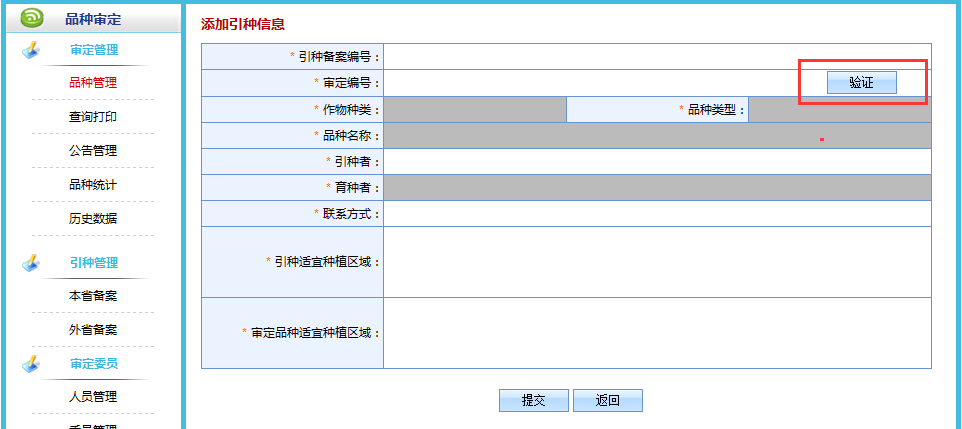 品种审定
审定管理
品种管理
查询打印
公告管理
品种统计
历史数据
引种管理
本省备案
外省备案
审定委员
人员管理
添加引种信息
* 引种备案编号：
* 审定编号： 验证
* 作物种类： * 品种类型：
* 品种名称：
* 引种者：
* 育种者：
* 联系方式：
* 引种适宜种植区域：
* 审定品种适宜种植区域：
提交 返回